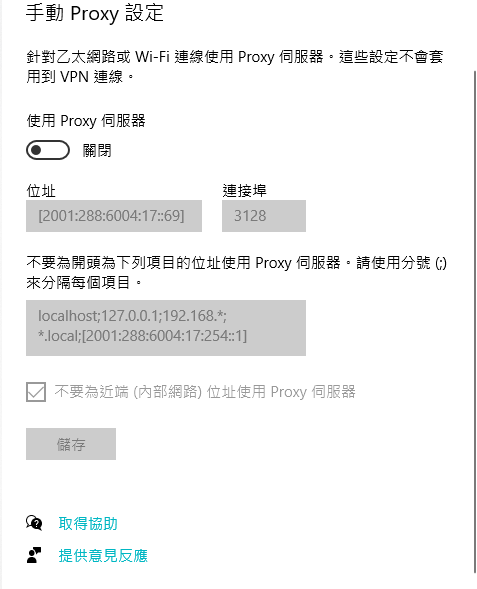 手動 Proxy 設定
針對乙太網路或 Wi-Fi 連線使用 Proxy 伺服器。這些設定不會套
用到 VPN 連線。
使用 Proxy 伺服器
關閉
位址
連接埠
[2001:288:6004:17::69]
3128
不要為開頭為下列項目的位址使用 Proxy 伺服器。請使用分號 (;)
來分隔每個項目。
localhost;127.0.0.1;192.168.*;
*.local;[2001:288:6004:17:254::1]
不要為近端 (內部網路) 位址使用 Proxy 伺服器
儲存
取得協助
提供意見反應